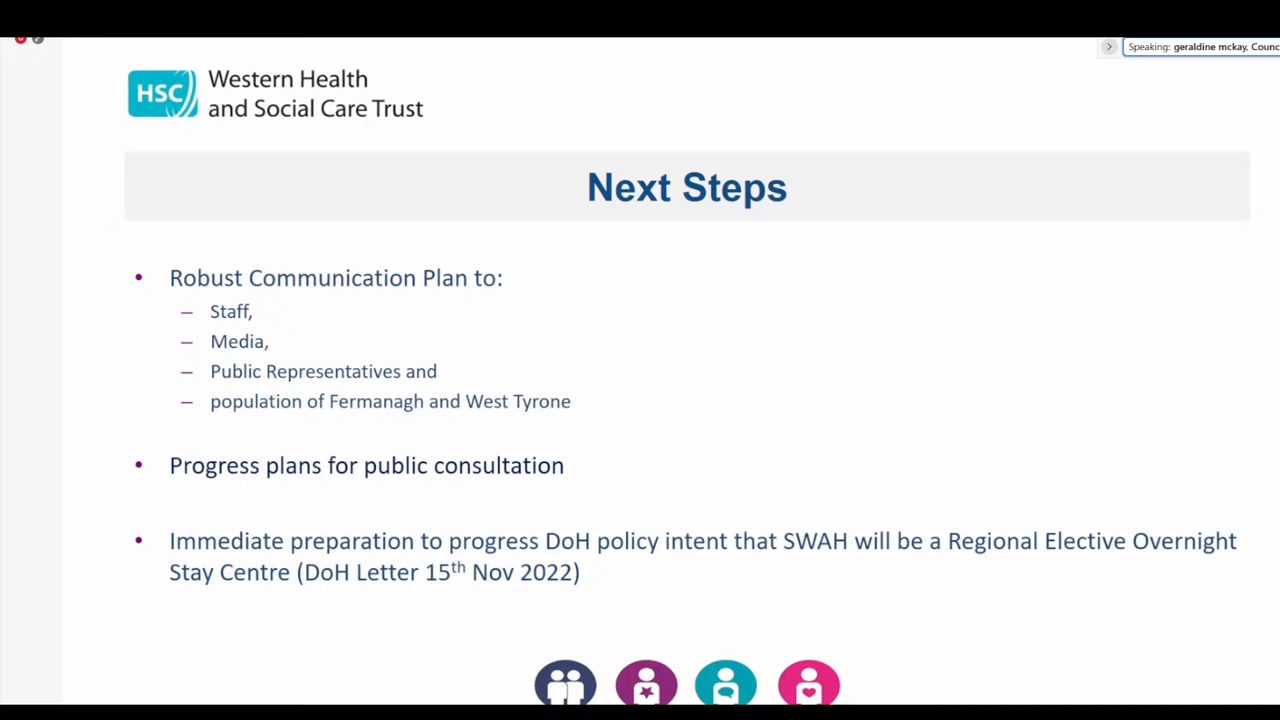 Speaking: geraldine mckay, Counc
HSC
Western Health
and Social Care Trust
Next Steps
• Robust Communication Plan to:
– Staff,
– Media,
– Public Representatives and
– population of Fermanagh and West Tyrone
• Progress plans for public consultation
• Immediate preparation to progress DoH policy intent that SWAH will be a Regional Elective Overnight
Stay Centre (DoH Letter 15th Nov 2022)